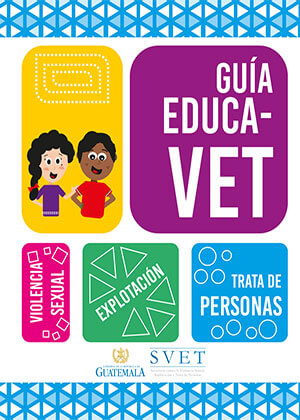 GUÍA
EDUCA-
VET
VIOLENCIA
SEXUAL
EXPLOTACIÓN
TRATA DE
PERSONAS
GUATEMALA
SVET